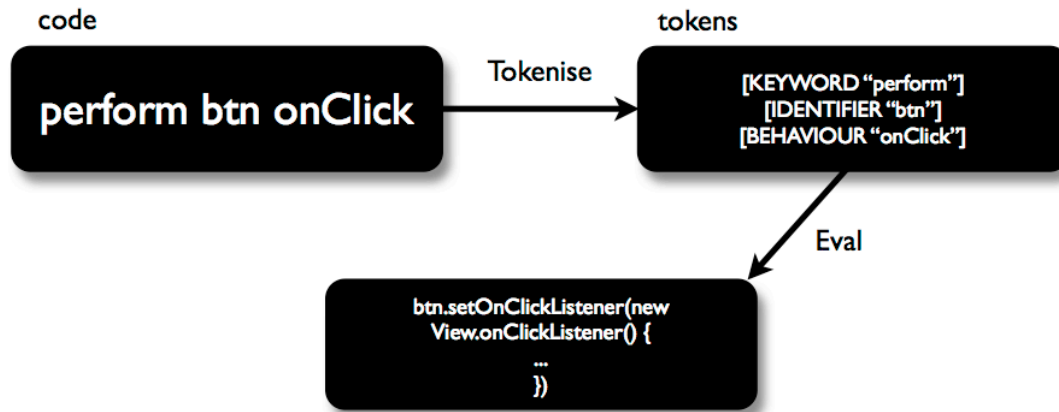 code
tokens
perform btn onClick
Tokenise
[KEYWORD “perform”]
[IDENTIFIER “btn”]
[BEHAVIOUR “onClick”]
Eval
btn.setOnClickListener(new
View.onClickListener() {
...
})